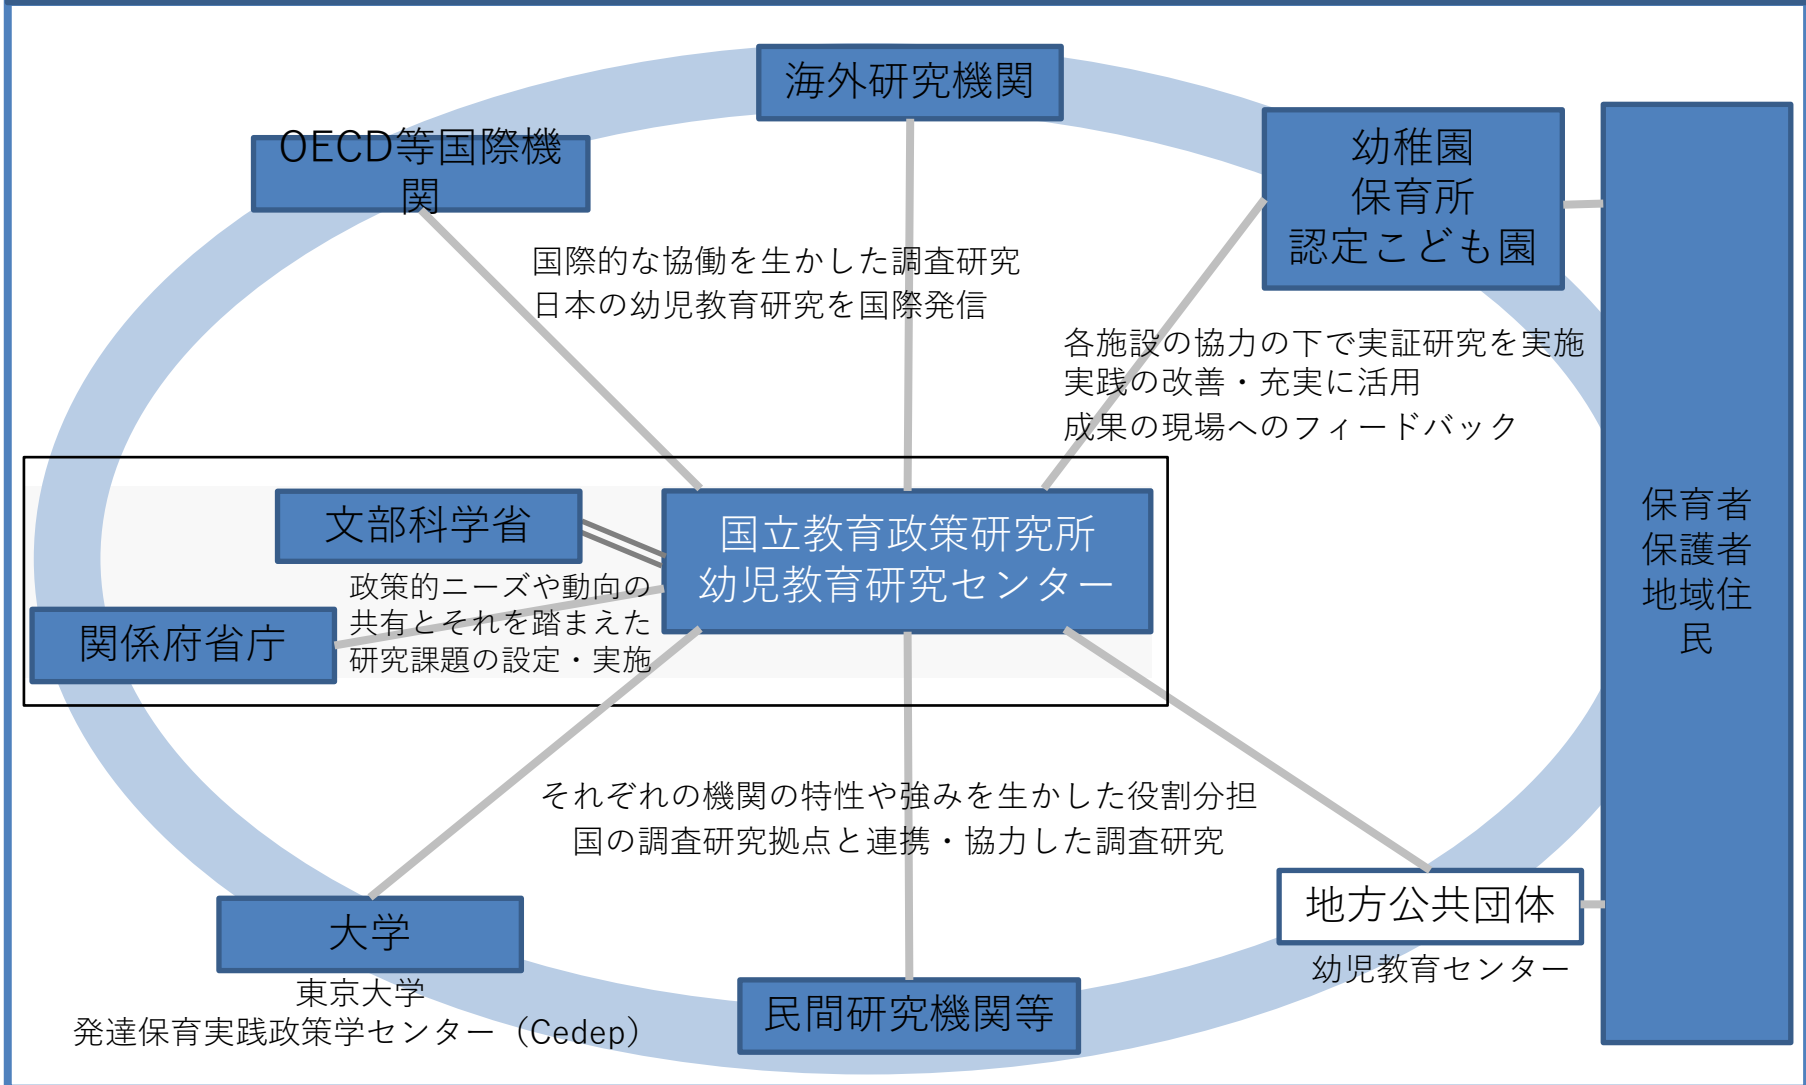 海外研究機関
OECD等国際機
関
幼稚園
保育所
認定こども園
国際的な協働を生かした調査研究
日本の幼児教育研究を国際発信
各施設の協力の下で実証研究を実施
実践の改善・充実に活用
成果の現場へのフィードバック
文部科学省
国立教育政策研究所
幼児教育研究センター
政策的ニーズや動向の
共有とそれを踏まえた
研究課題の設定・実施
関係府省庁
保育者
保護者
地域住
民
それぞれの機関の特性や強みを生かした役割分担
国の調査研究拠点と連携・協力した調査研究
大学
東京大学
発達保育実践政策学センター（Cedep）
民間研究機関等
地方公共団体
幼児教育センター